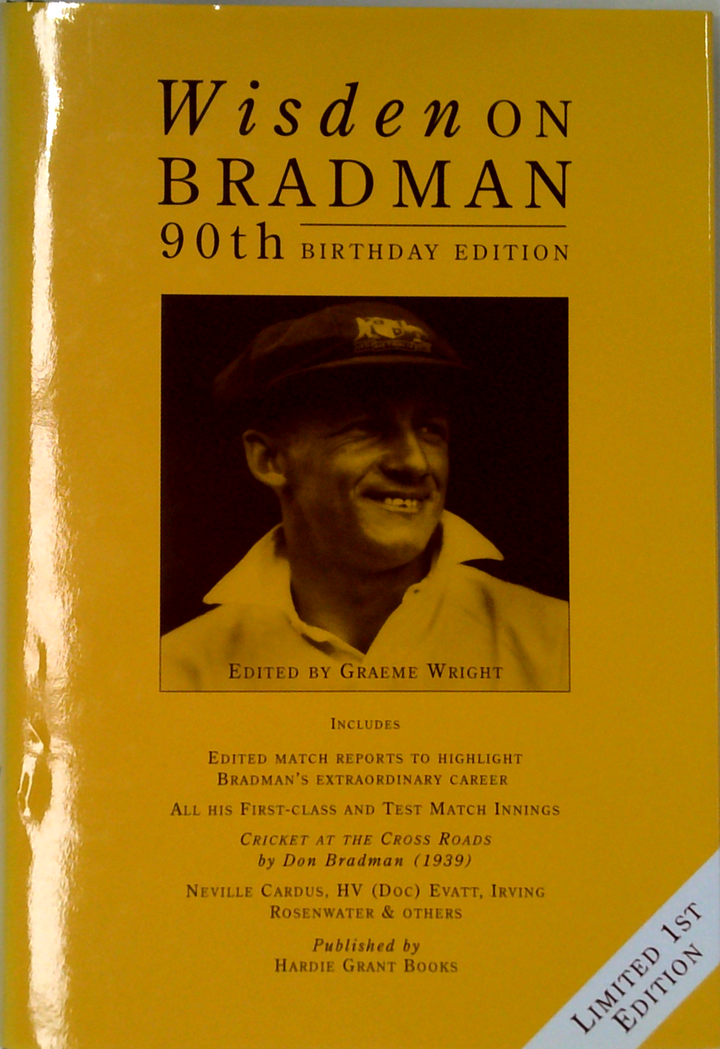 Wisden ON
BRADMAN
90th BIRTHDAY EDITION
EDITED BY GRAEME WRIGHT
INCLUDES
EDITED MATCH REPORTS TO HIGHLIGHT
BRADMAN'S EXTRAORDINARY CAREER
ALL HIS FIRST-CLASS AND TEST MATCH INNINGS
CRICKET AT THE CROSS ROADS
by Don Bradman (1939)
NEVILLE CARDUS, HV (DOC) EVATT, IRVING
ROSENWATER & OTHERS
Published by
HARDIE GRANT BOOKS
LIMITED 1ST
EDITION